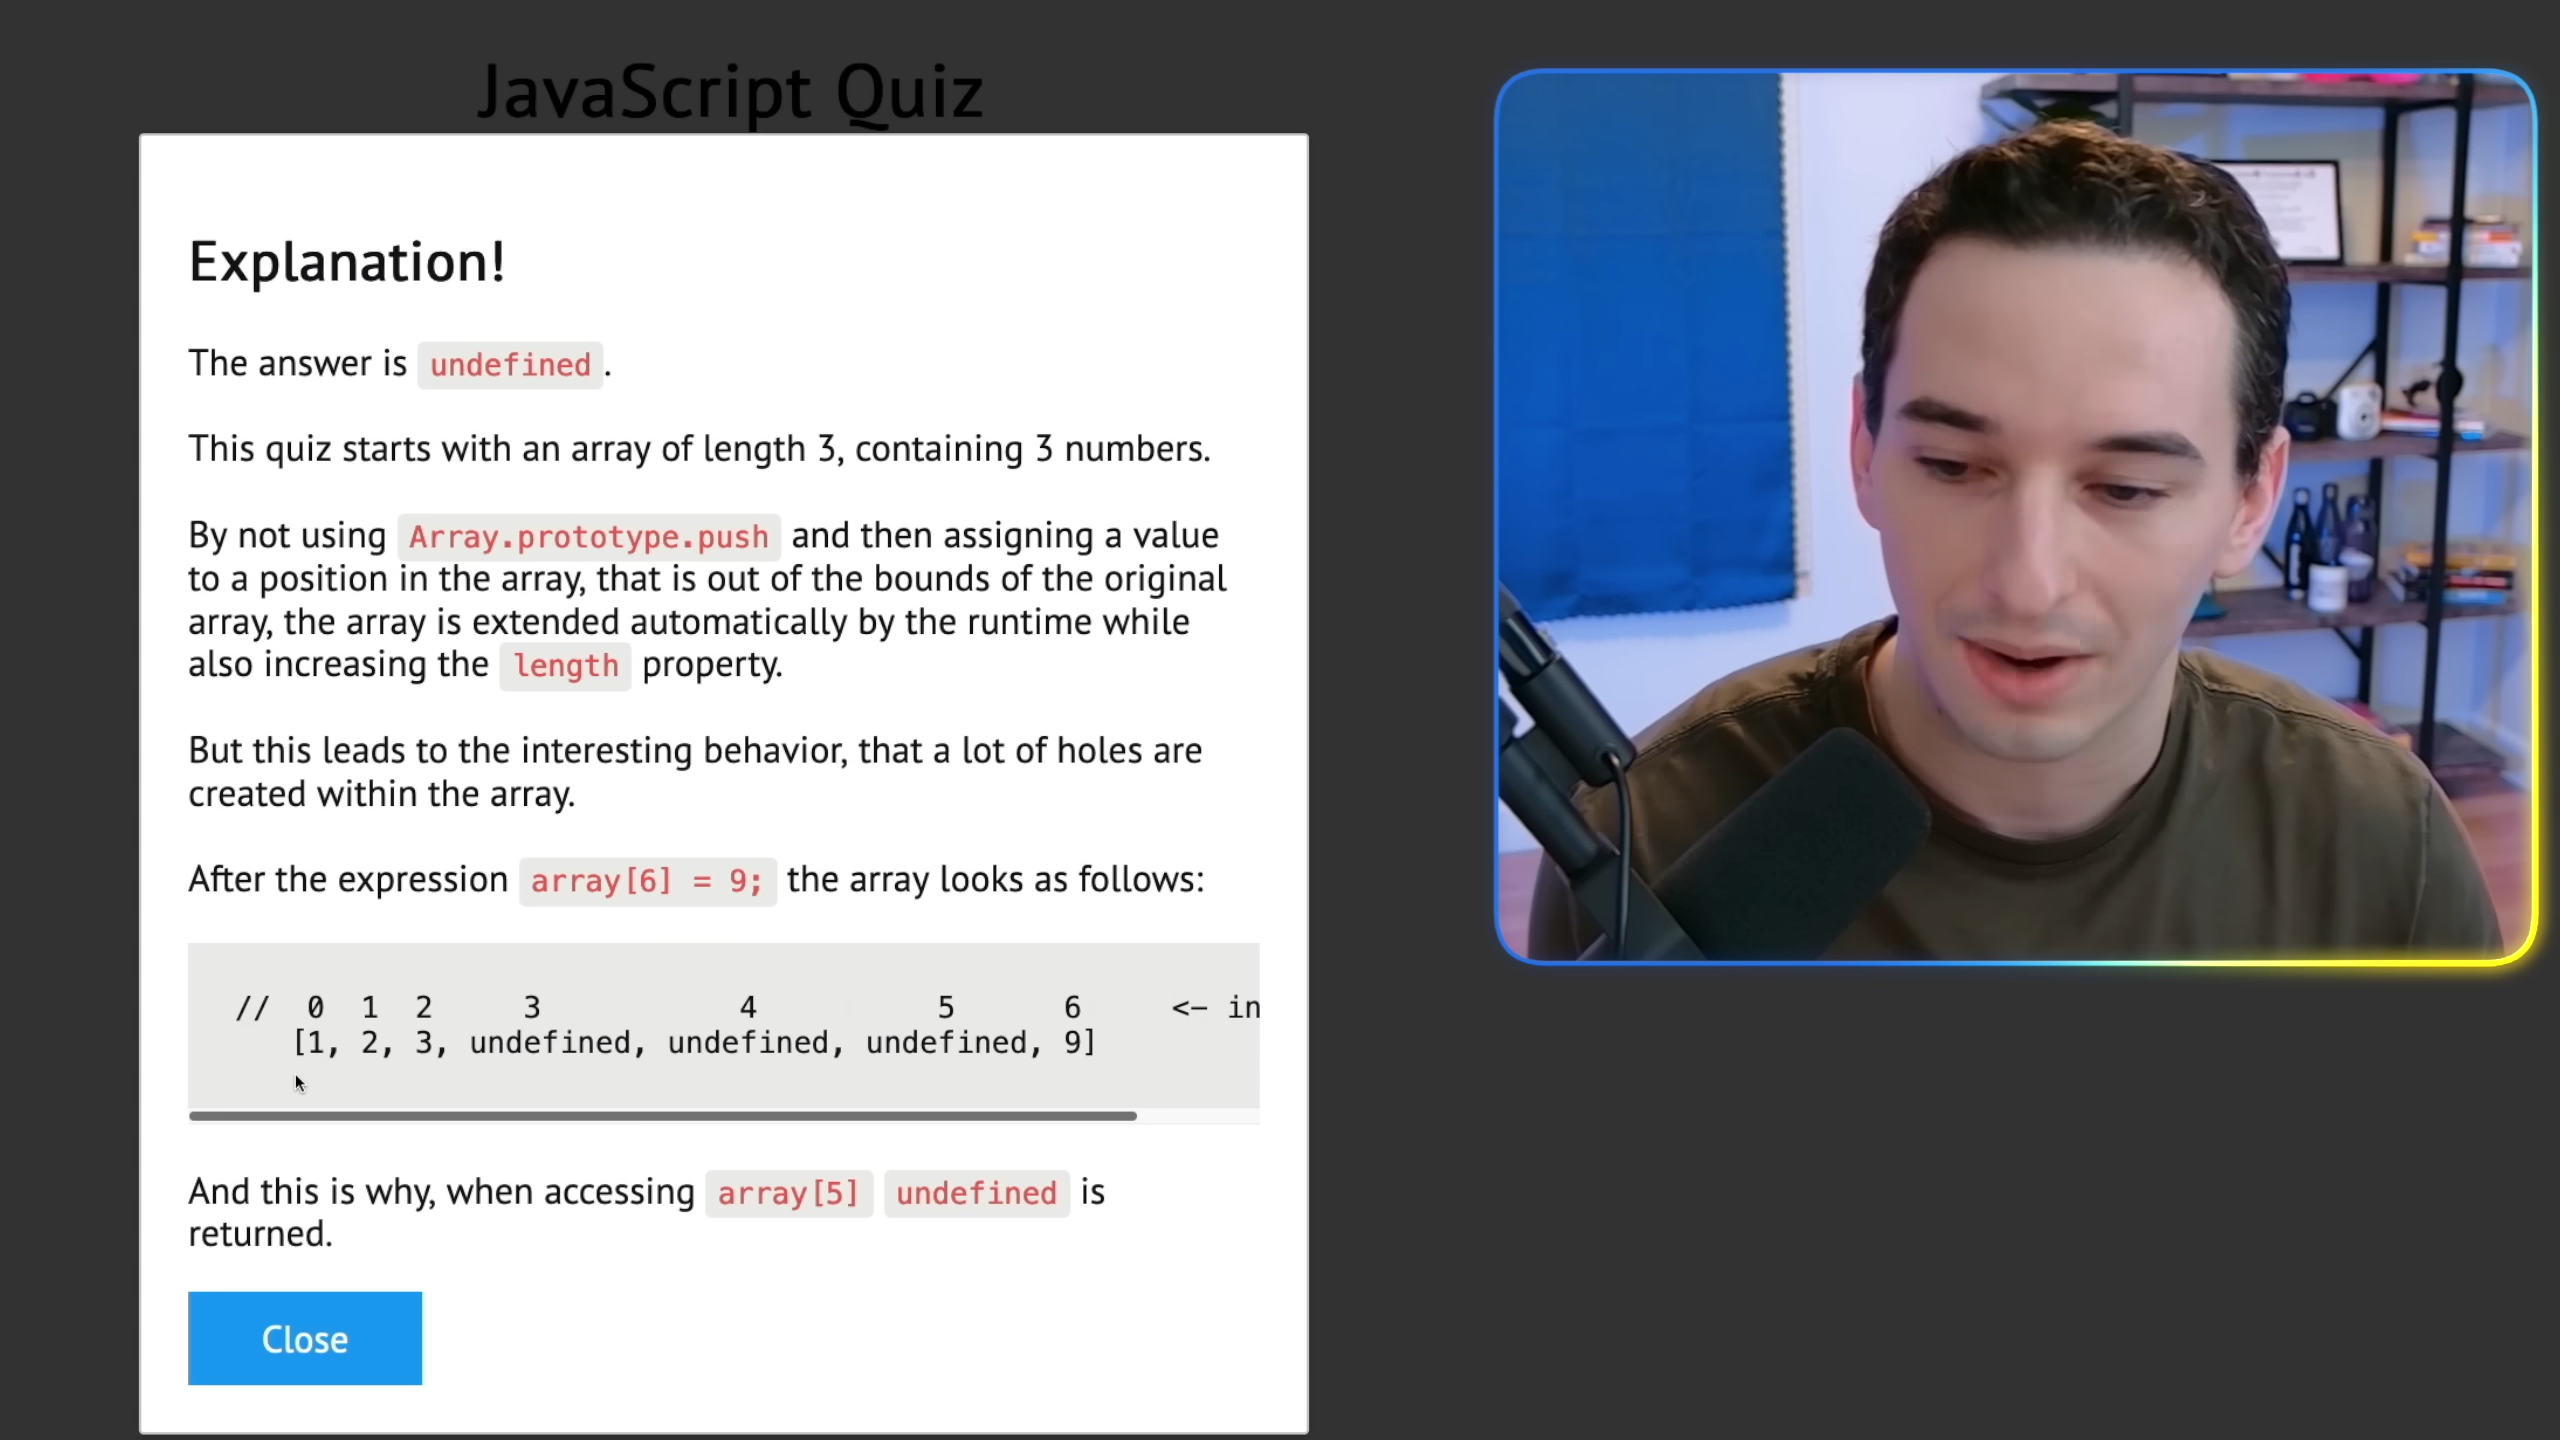 JavaScript Quiz
Explanation!
The answer is undefined.
This quiz starts with an array of length 3, containing 3 numbers.
By not using Array.prototype.push and then assigning a value
to a position in the array, that is out of the bounds of the original
array, the array is extended automatically by the runtime while
also increasing the length property.
But this leads to the interesting behavior, that a lot of holes are
created within the array.
After the expression array[6] = 9; the array looks as follows:
// 0 1 2 3 4 5 6 <- in
[1, 2, 3, undefined, undefined, undefined, 9]
And this is why, when accessing array[5] undefined is
returned.
Close